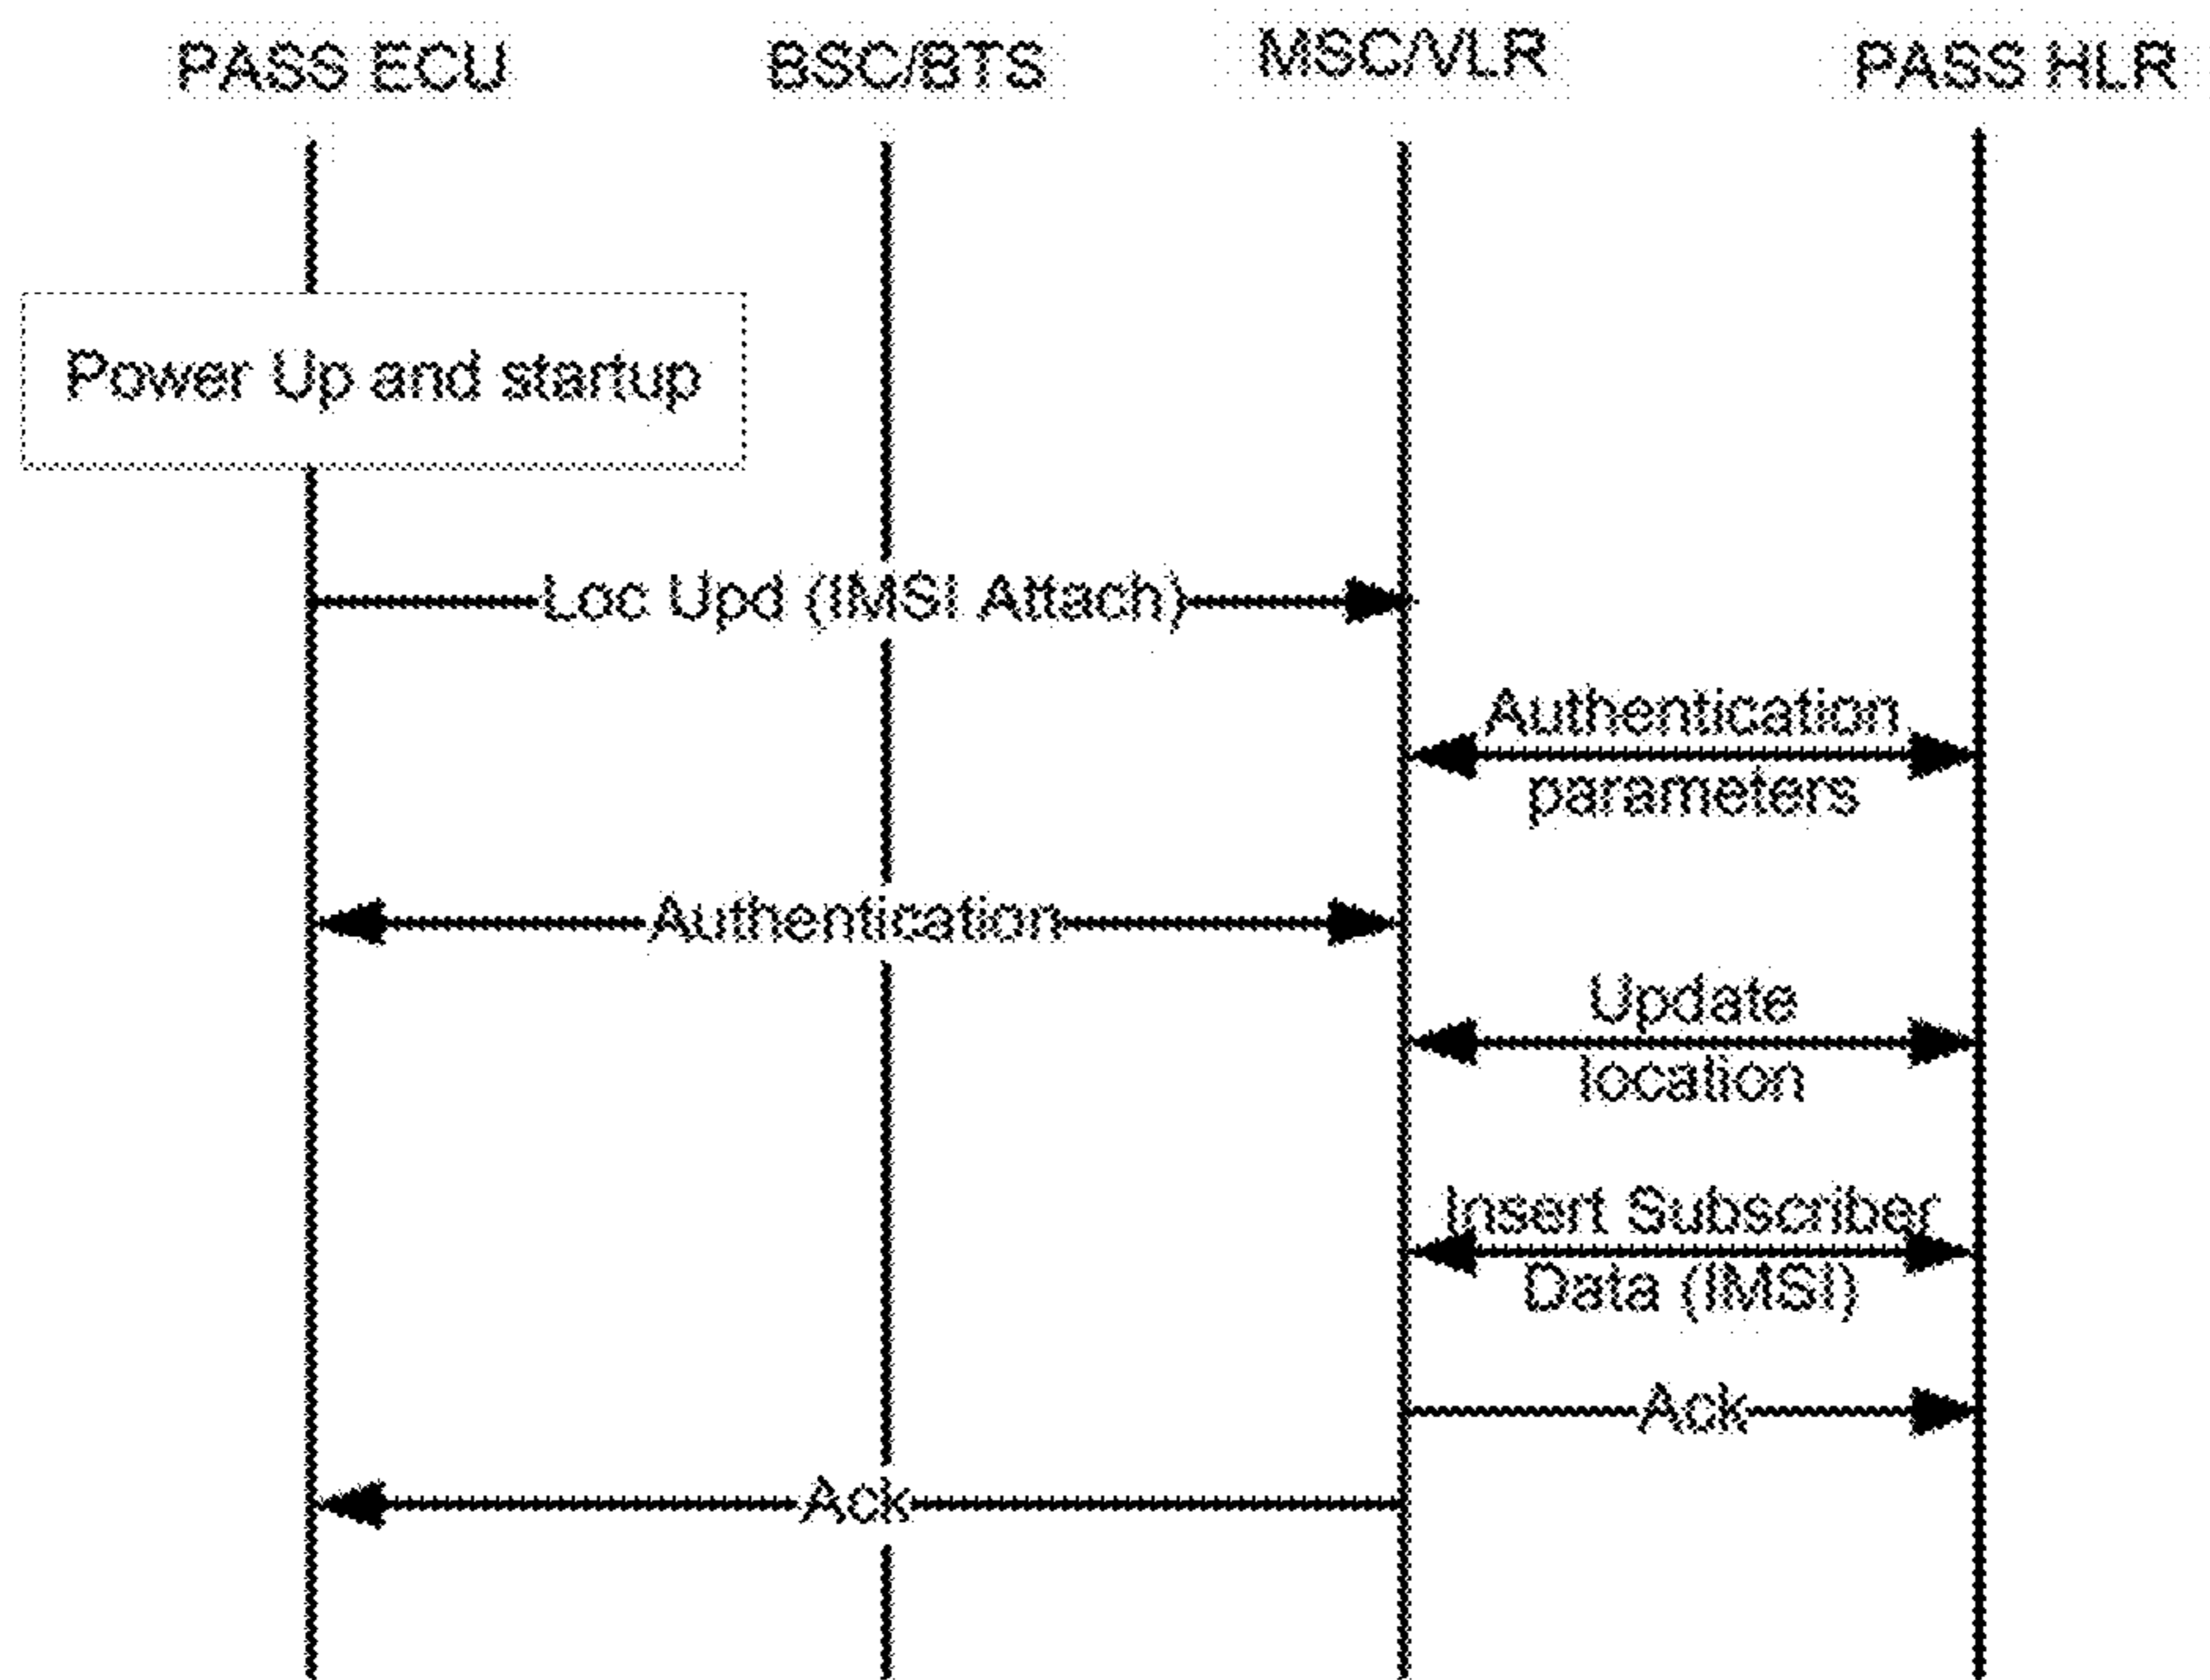 PASS ECU BSC/BTS MSC/VLR PASS HLR
Power Up and startup
Loc Upd (IMSI Attach)
Authentication
parameters
Authentication
Update
location
Insert Subscriber
Data (IMSI)
Ack
Ack